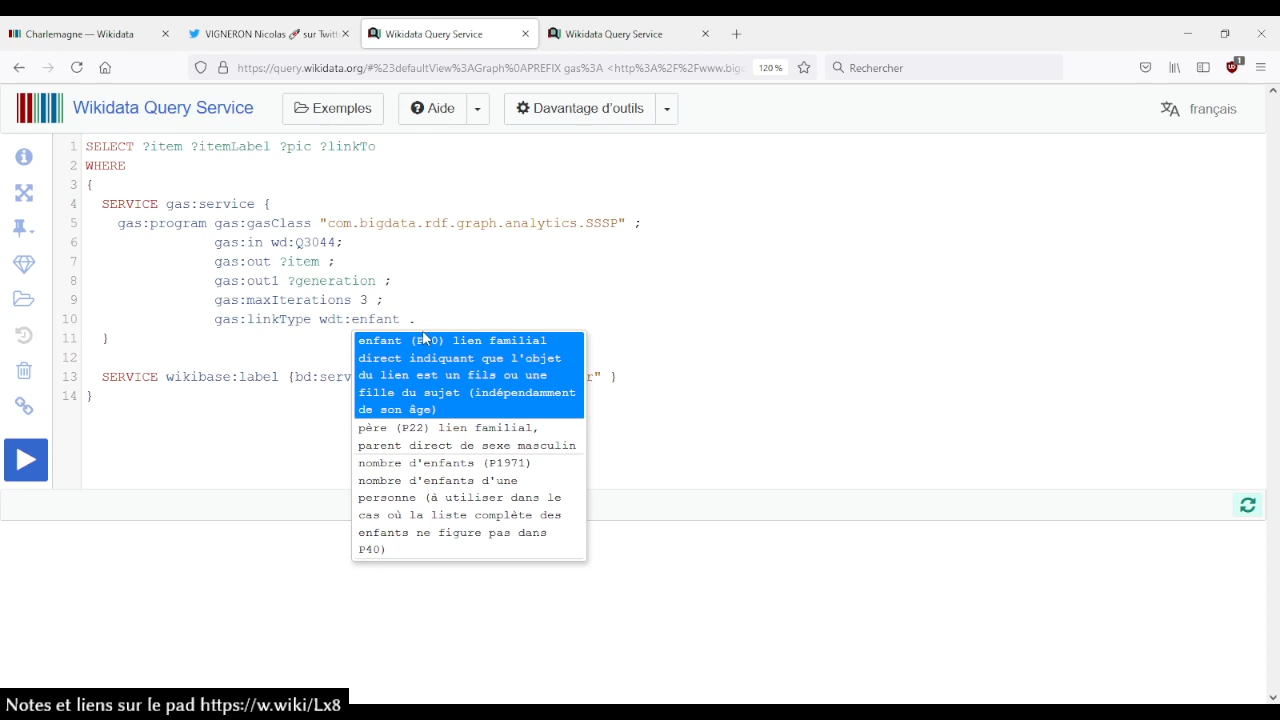 Charlemagne — Wikidata
VIGNERON Nicolas 🚀 sur Twitt
Wikidata Query Service
Wikidata Query Service
https://query.wikidata.org/#%23defaultView%3AGraph%0APREFIX gas%3A <http%3A%2F%2Fwww.big
120 %
Rechercher
1
Wikidata Query Service
Exemples
Aide
Davantage d'outils
français
1 SELECT ?item ?itemLabel ?pic ?linkTo
2 WHERE
3 {
4 SERVICE gas:service {
5 gas:program gas:gasClass "com.bigdata.rdf.graph.analytics.SSSP" ;
6 gas:in wd:Q3044;
7 gas:out ?item ;
8 gas:out1 ?generation ;
9 gas:maxIterations 3 ;
10 gas:linkType wdt:enfant .
11 }
12
13 SERVICE wikibase:label {bd:serv r" }
14 }
enfant (P 0) lien familial
direct indiquant que l'objet
du lien est un fils ou une
fille du sujet (indépendamment
de son âge)
père (P22) lien familial,
parent direct de sexe masculin
nombre d'enfants (P1971)
nombre d'enfants d'une
personne (à utiliser dans le
cas où la liste complète des
enfants ne figure pas dans
P40)
Notes et liens sur le pad https://w.wiki/Lx8